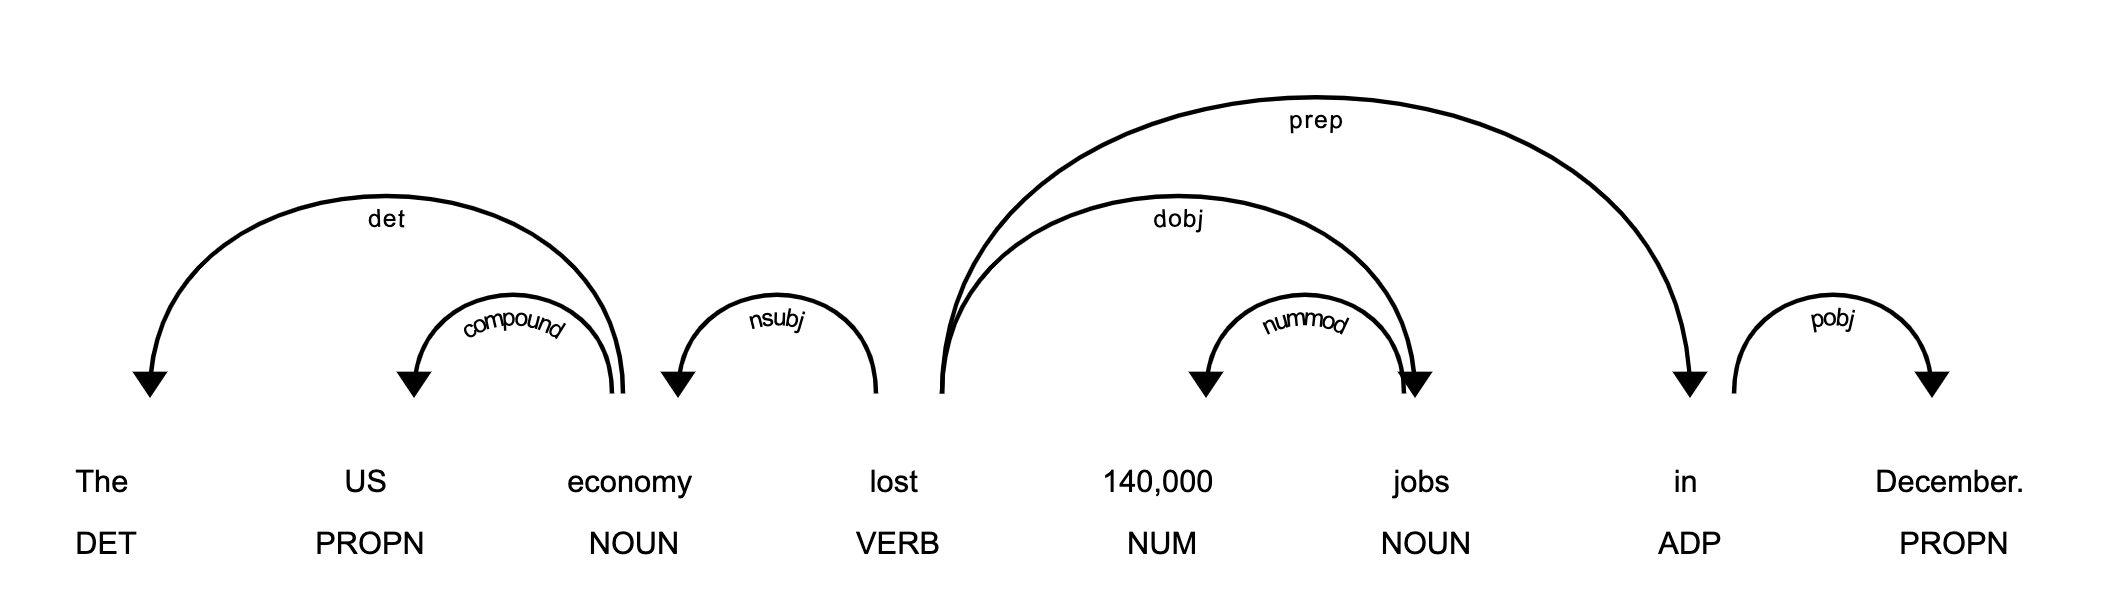 prep
det
dobj
compound
nsubj
nummod
pobj
The US economy lost 140,000 jobs in December.
DET PROPN NOUN VERB NUM NOUN ADP PROPN